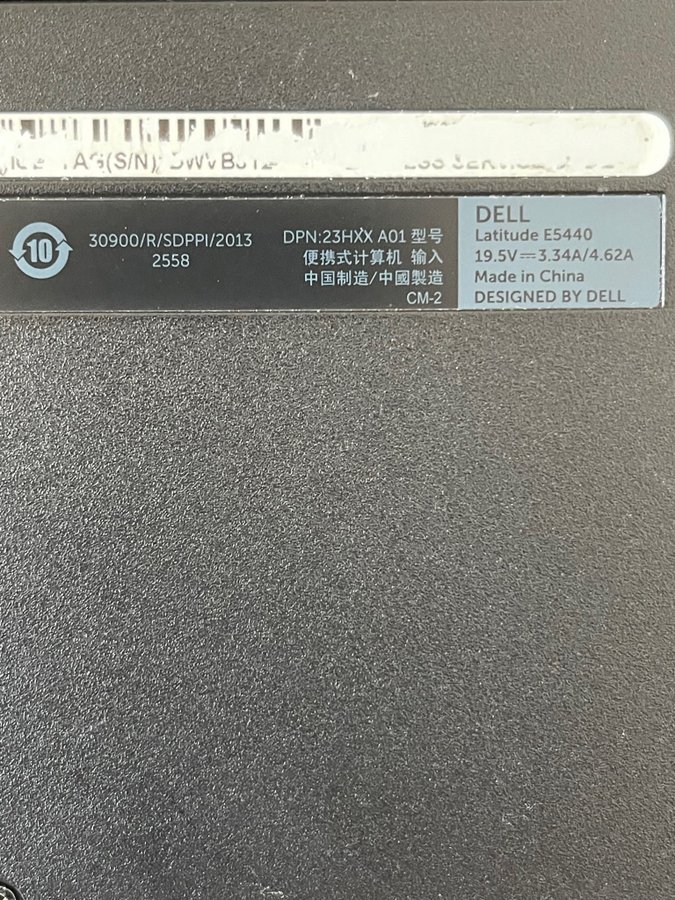 TAG(S/N)
10
30900/R/SDPPI/2013
2558
DPN:23HXX A01 型号
便携式计算机 输入
中国制造/中國製造
CM-2
DELL
Latitude E5440
19.5V⎓3.34A/4.62A
Made in China
DESIGNED BY DELL